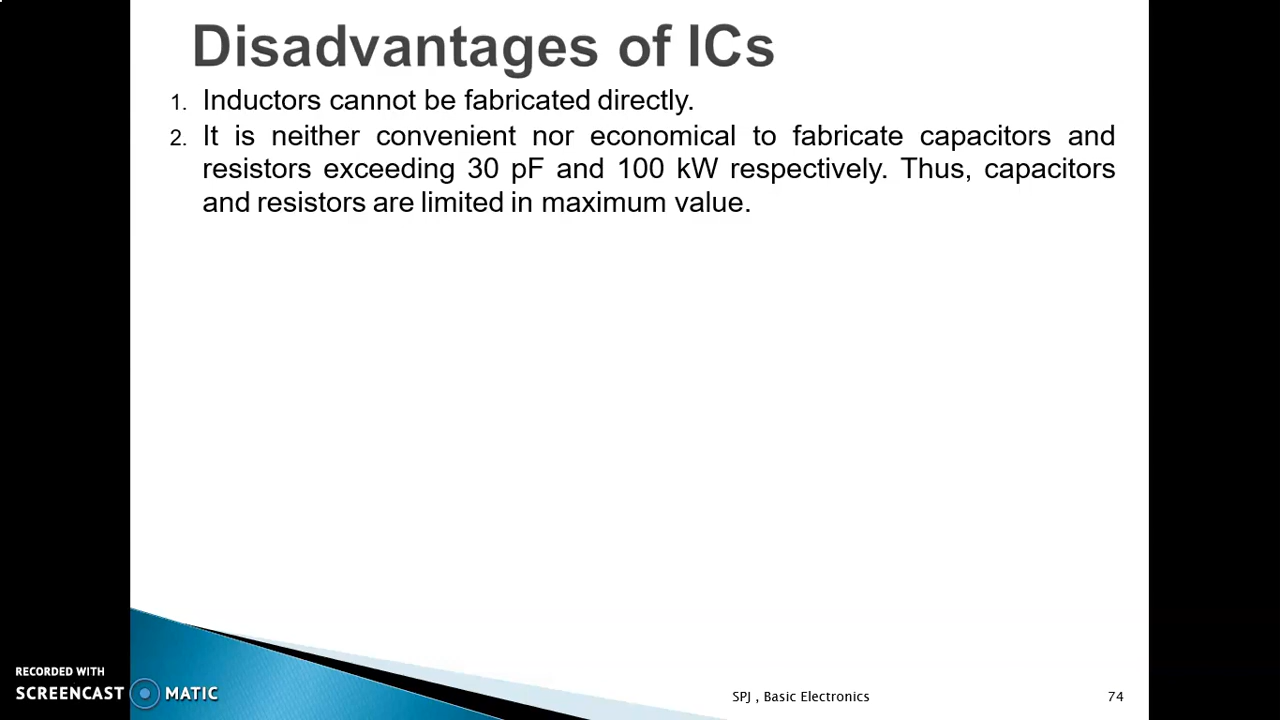 Disadvantages of ICs
1. Inductors cannot be fabricated directly.
2. It is neither convenient nor economical to fabricate capacitors and
resistors exceeding 30 pF and 100 kW respectively. Thus, capacitors
and resistors are limited in maximum value.
RECORDED WITH
SCREENCAST MATIC
SPJ , Basic Electronics
74